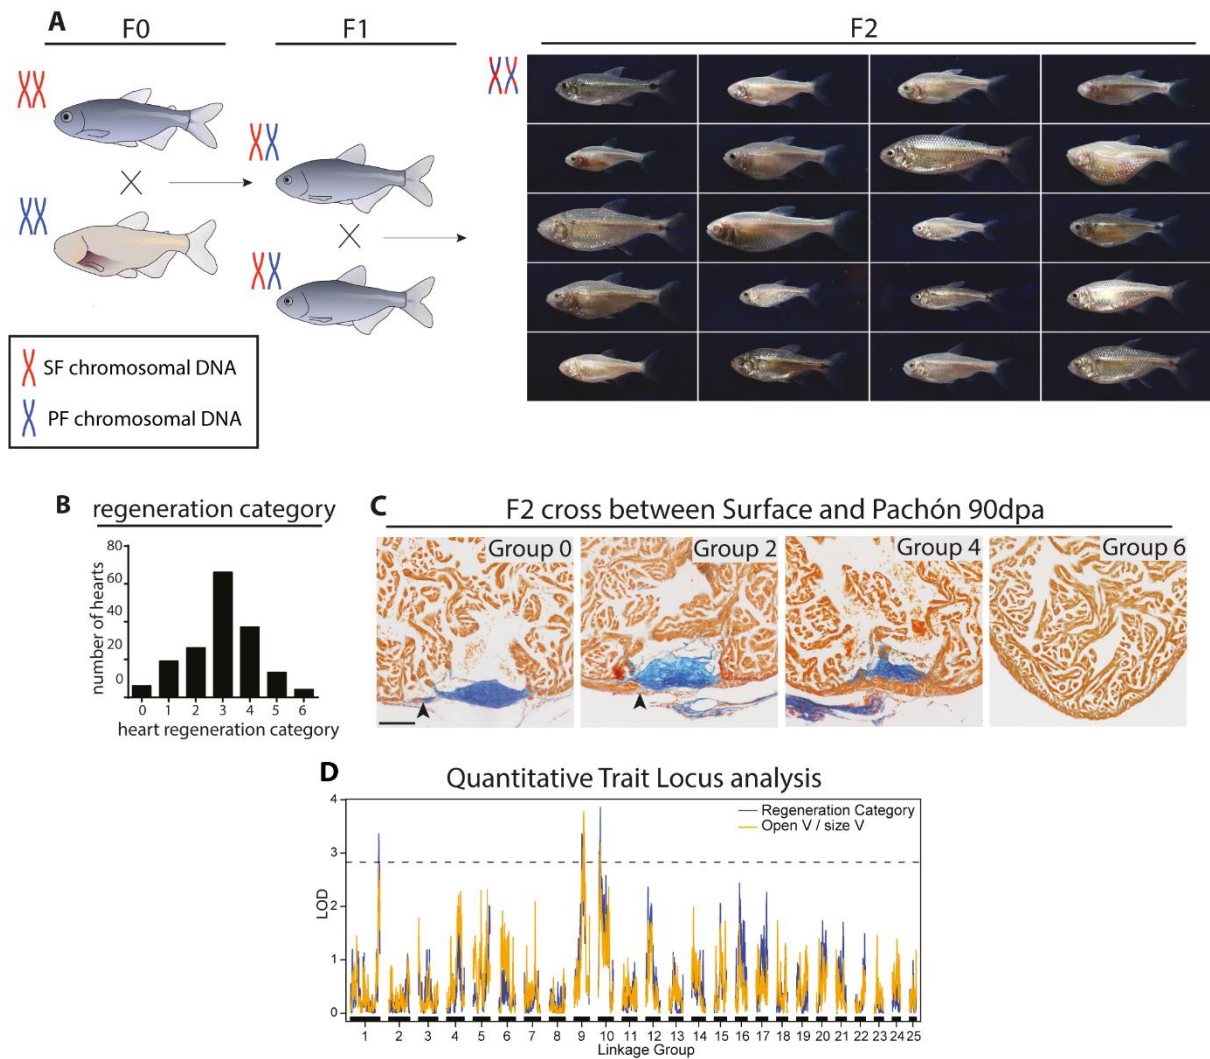 A
F0
F1
F2
SF chromosomal DNA
PF chromosomal DNA
B
regeneration category
80
60
40
20
0
number of hearts
0 4 1 2 3 4 5 6
heart regeneration category
C
F2 cross between Surface and Pachón 90dpa
Group 0
Group 2
Group 4
Group 6
D
Quantitative Trait Locus analysis
Regeneration Category
Open V / size V
4
3
2
1
0
LOD
1 2 3 4 5 6 7 8 9 10 11 12 13 14 15 16 17 18 19 20 21 22 23 24 25
Linkage Group